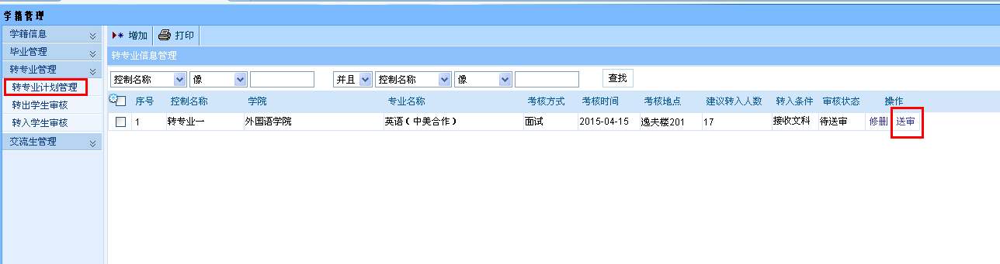 学籍管理
学籍信息
毕业管理
转专业管理
转专业计划管理
转出学生审核
转入学生审核
交流生管理
增加 打印
转专业信息管理
控制名称 像 并且 控制名称 像 查找
序号 控制名称 学院 专业名称 考核方式 考核时间 考核地点 建议转入人数 转入条件 审核状态 操作
1 转专业一 外国语学院 英语（中美合作） 面试 2015-04-15 逸夫楼201 17 接收文科 待送审 修删 送审